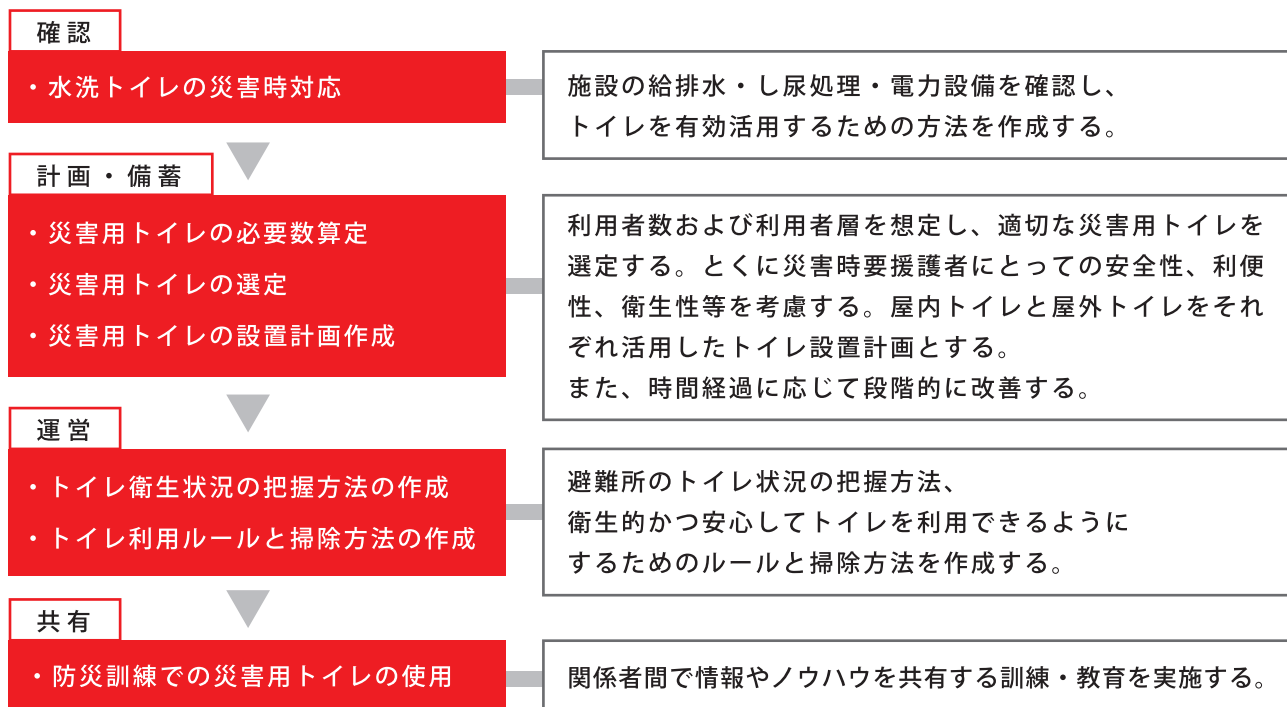 確認
・水洗トイレの災害時対応
施設の給排水・し尿処理・電力設備を確認し、
トイレを有効活用するための方法を作成する。
計画・備蓄
・災害用トイレの必要数算定
・災害用トイレの選定
・災害用トイレの設置計画作成
利用者数および利用者層を想定し、適切な災害用トイレを
選定する。とくに災害時要援護者にとっての安全性、利便
性、衛生性等を考慮する。屋内トイレと屋外トイレをそれ
ぞれ活用したトイレ設置計画とする。
また、時間経過に応じて段階的に改善する。
運営
・トイレ衛生状況の把握方法の作成
・トイレ利用ルールと掃除方法の作成
避難所のトイレ状況の把握方法、
衛生的かつ安心してトイレを利用できるように
するためのルールと掃除方法を作成する。
共有
・防災訓練での災害用トイレの使用
関係者間で情報やノウハウを共有する訓練・教育を実施する。